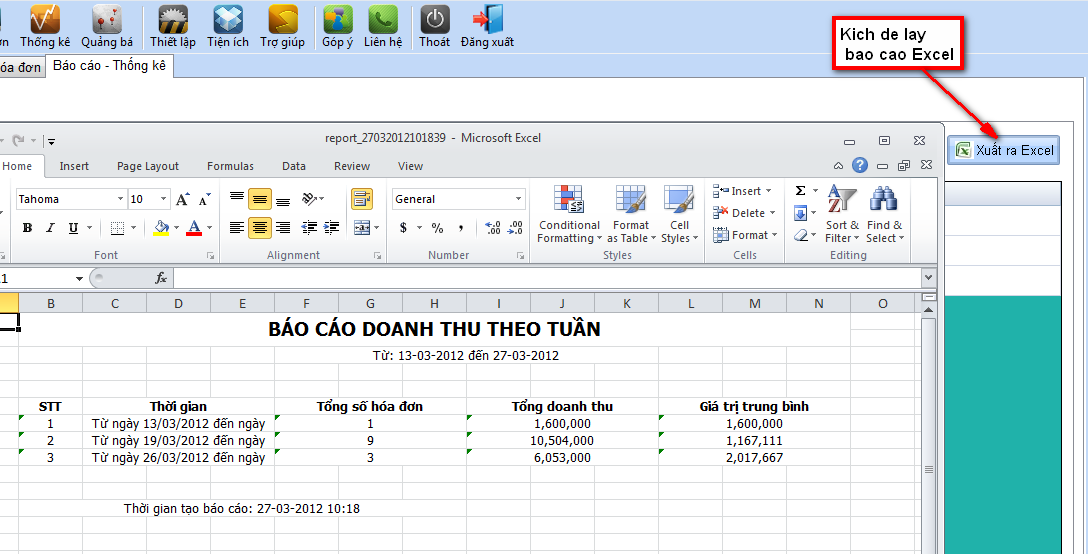 Thống kê Quảng bá Thiết lập Tiện ích Trợ giúp Góp ý Liên hệ Thoát Đăng xuất
Kich de lay
bao cao Excel
óa đơn Báo cáo - Thống kê
report_27032012101839 - Microsoft Excel
Xuất ra Excel
Home Insert Page Layout Formulas Data Review View
Tahoma 10 A A General Insert Σ
Conditional Format Cell Delete Sort & Find &
B I U A $ % , Formatting as Table Styles Format Filter Select
Font Alignment Number Styles Cells Editing
fx
B C D E F G H I J K L M N O
BÁO CÁO DOANH THU THEO TUẦN
Từ: 13-03-2012 đến 27-03-2012
STT Thời gian Tổng số hóa đơn Tổng doanh thu Giá trị trung bình
1 Từ ngày 13/03/2012 đến ngày 1 1,600,000 1,600,000
2 Từ ngày 19/03/2012 đến ngày 9 10,504,000 1,167,111
3 Từ ngày 26/03/2012 đến ngày 3 6,053,000 2,017,667
Thời gian tạo báo cáo: 27-03-2012 10:18